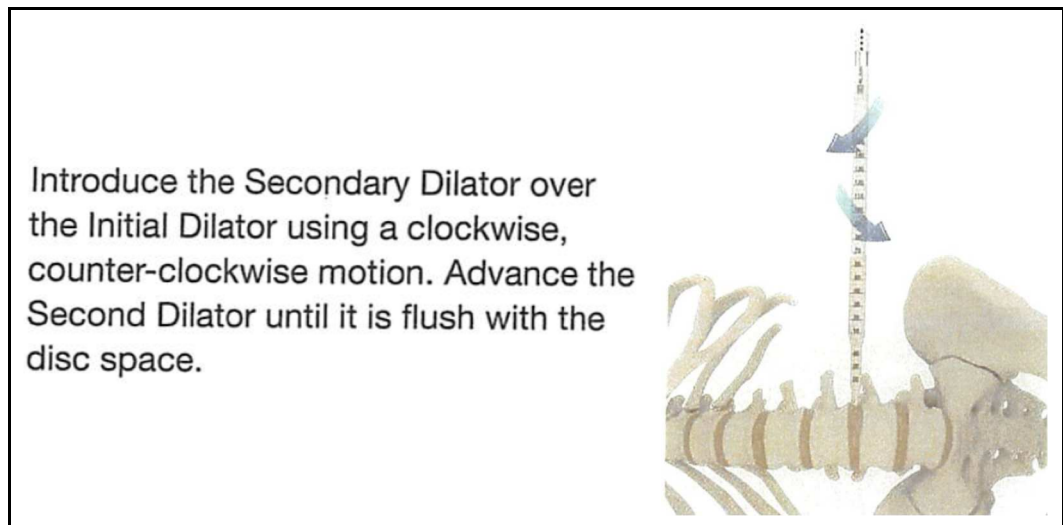 Introduce the Secondary Dilator over
the Initial Dilator using a clockwise,
counter-clockwise motion. Advance the
Second Dilator until it is flush with the
disc space.